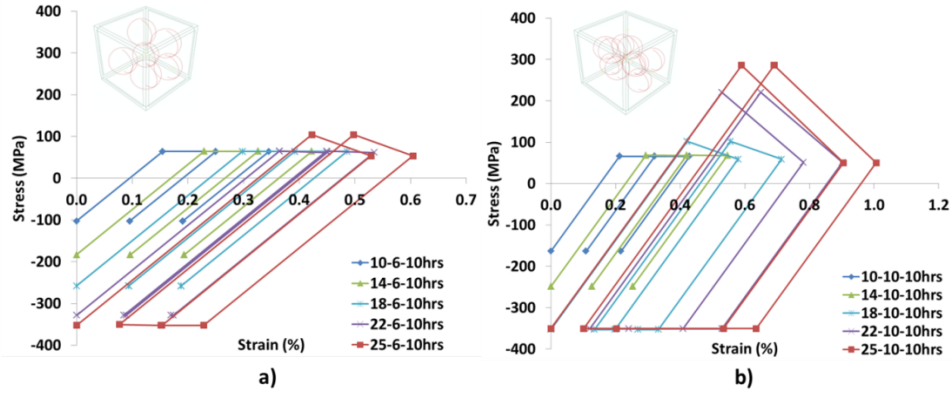 400
300
200
100
0
-100
-200
-300
-400
Stress (MPa)
0.0 0.1 0.2 0.3 0.4 0.5 0.6 0.7
Strain (%)
10-6-10hrs
14-6-10hrs
18-6-10hrs
22-6-10hrs
25-6-10hrs
a)
400
300
200
100
0
-100
-200
-300
-400
Stress (MPa)
0.0 0.2 0.4 0.6 0.8 1.0 1.2
Strain (%)
10-10-10hrs
14-10-10hrs
18-10-10hrs
22-10-10hrs
25-10-10hrs
b)